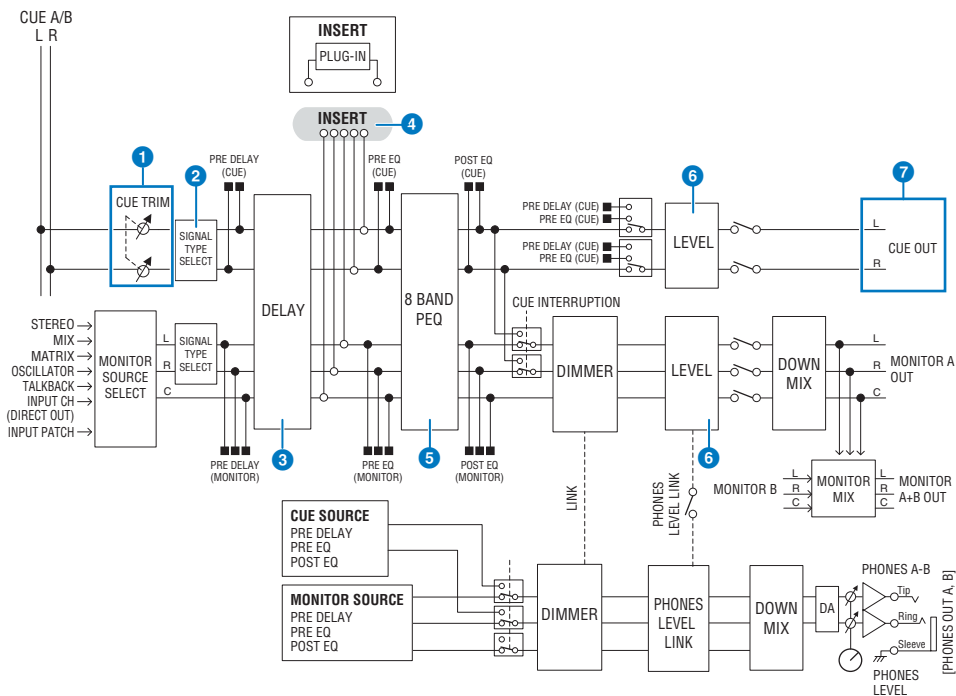 CUE A/B
L R
INSERT
PLUG-IN
INSERT
4
1
2
PRE DELAY
(CUE)
PRE EQ
(CUE)
POST EQ
(CUE)
6
7
CUE TRIM
SIGNAL
TYPE
SELECT
PRE DELAY (CUE)
PRE EQ (CUE)
PRE DELAY (CUE)
PRE EQ (CUE)
LEVEL
L
R
CUE OUT
DELAY
8 BAND
PEQ
CUE INTERRUPTION
STEREO
MIX
MATRIX
OSCILLATOR
TALKBACK
INPUT CH
(DIRECT OUT)
INPUT PATCH
MONITOR
SOURCE
SELECT
L
R
C
SIGNAL
TYPE
SELECT
DIMMER
LEVEL
DOWN
MIX
L
R
C
MONITOR A
OUT
3
5
6
PRE DELAY
(MONITOR)
PRE EQ
(MONITOR)
POST EQ
(MONITOR)
MONITOR B
L
R
C
MONITOR
MIX
L
R
C
MONITOR
A+B OUT
LINK
PHONES
LEVEL LINK
CUE SOURCE
PRE DELAY
PRE EQ
POST EQ
MONITOR SOURCE
PRE DELAY
PRE EQ
POST EQ
DIMMER
PHONES
LEVEL
LINK
DOWN
MIX
DA
PHONES A-B
Tip
Ring
Sleeve
PHONES
LEVEL
[PHONES OUT A, B]